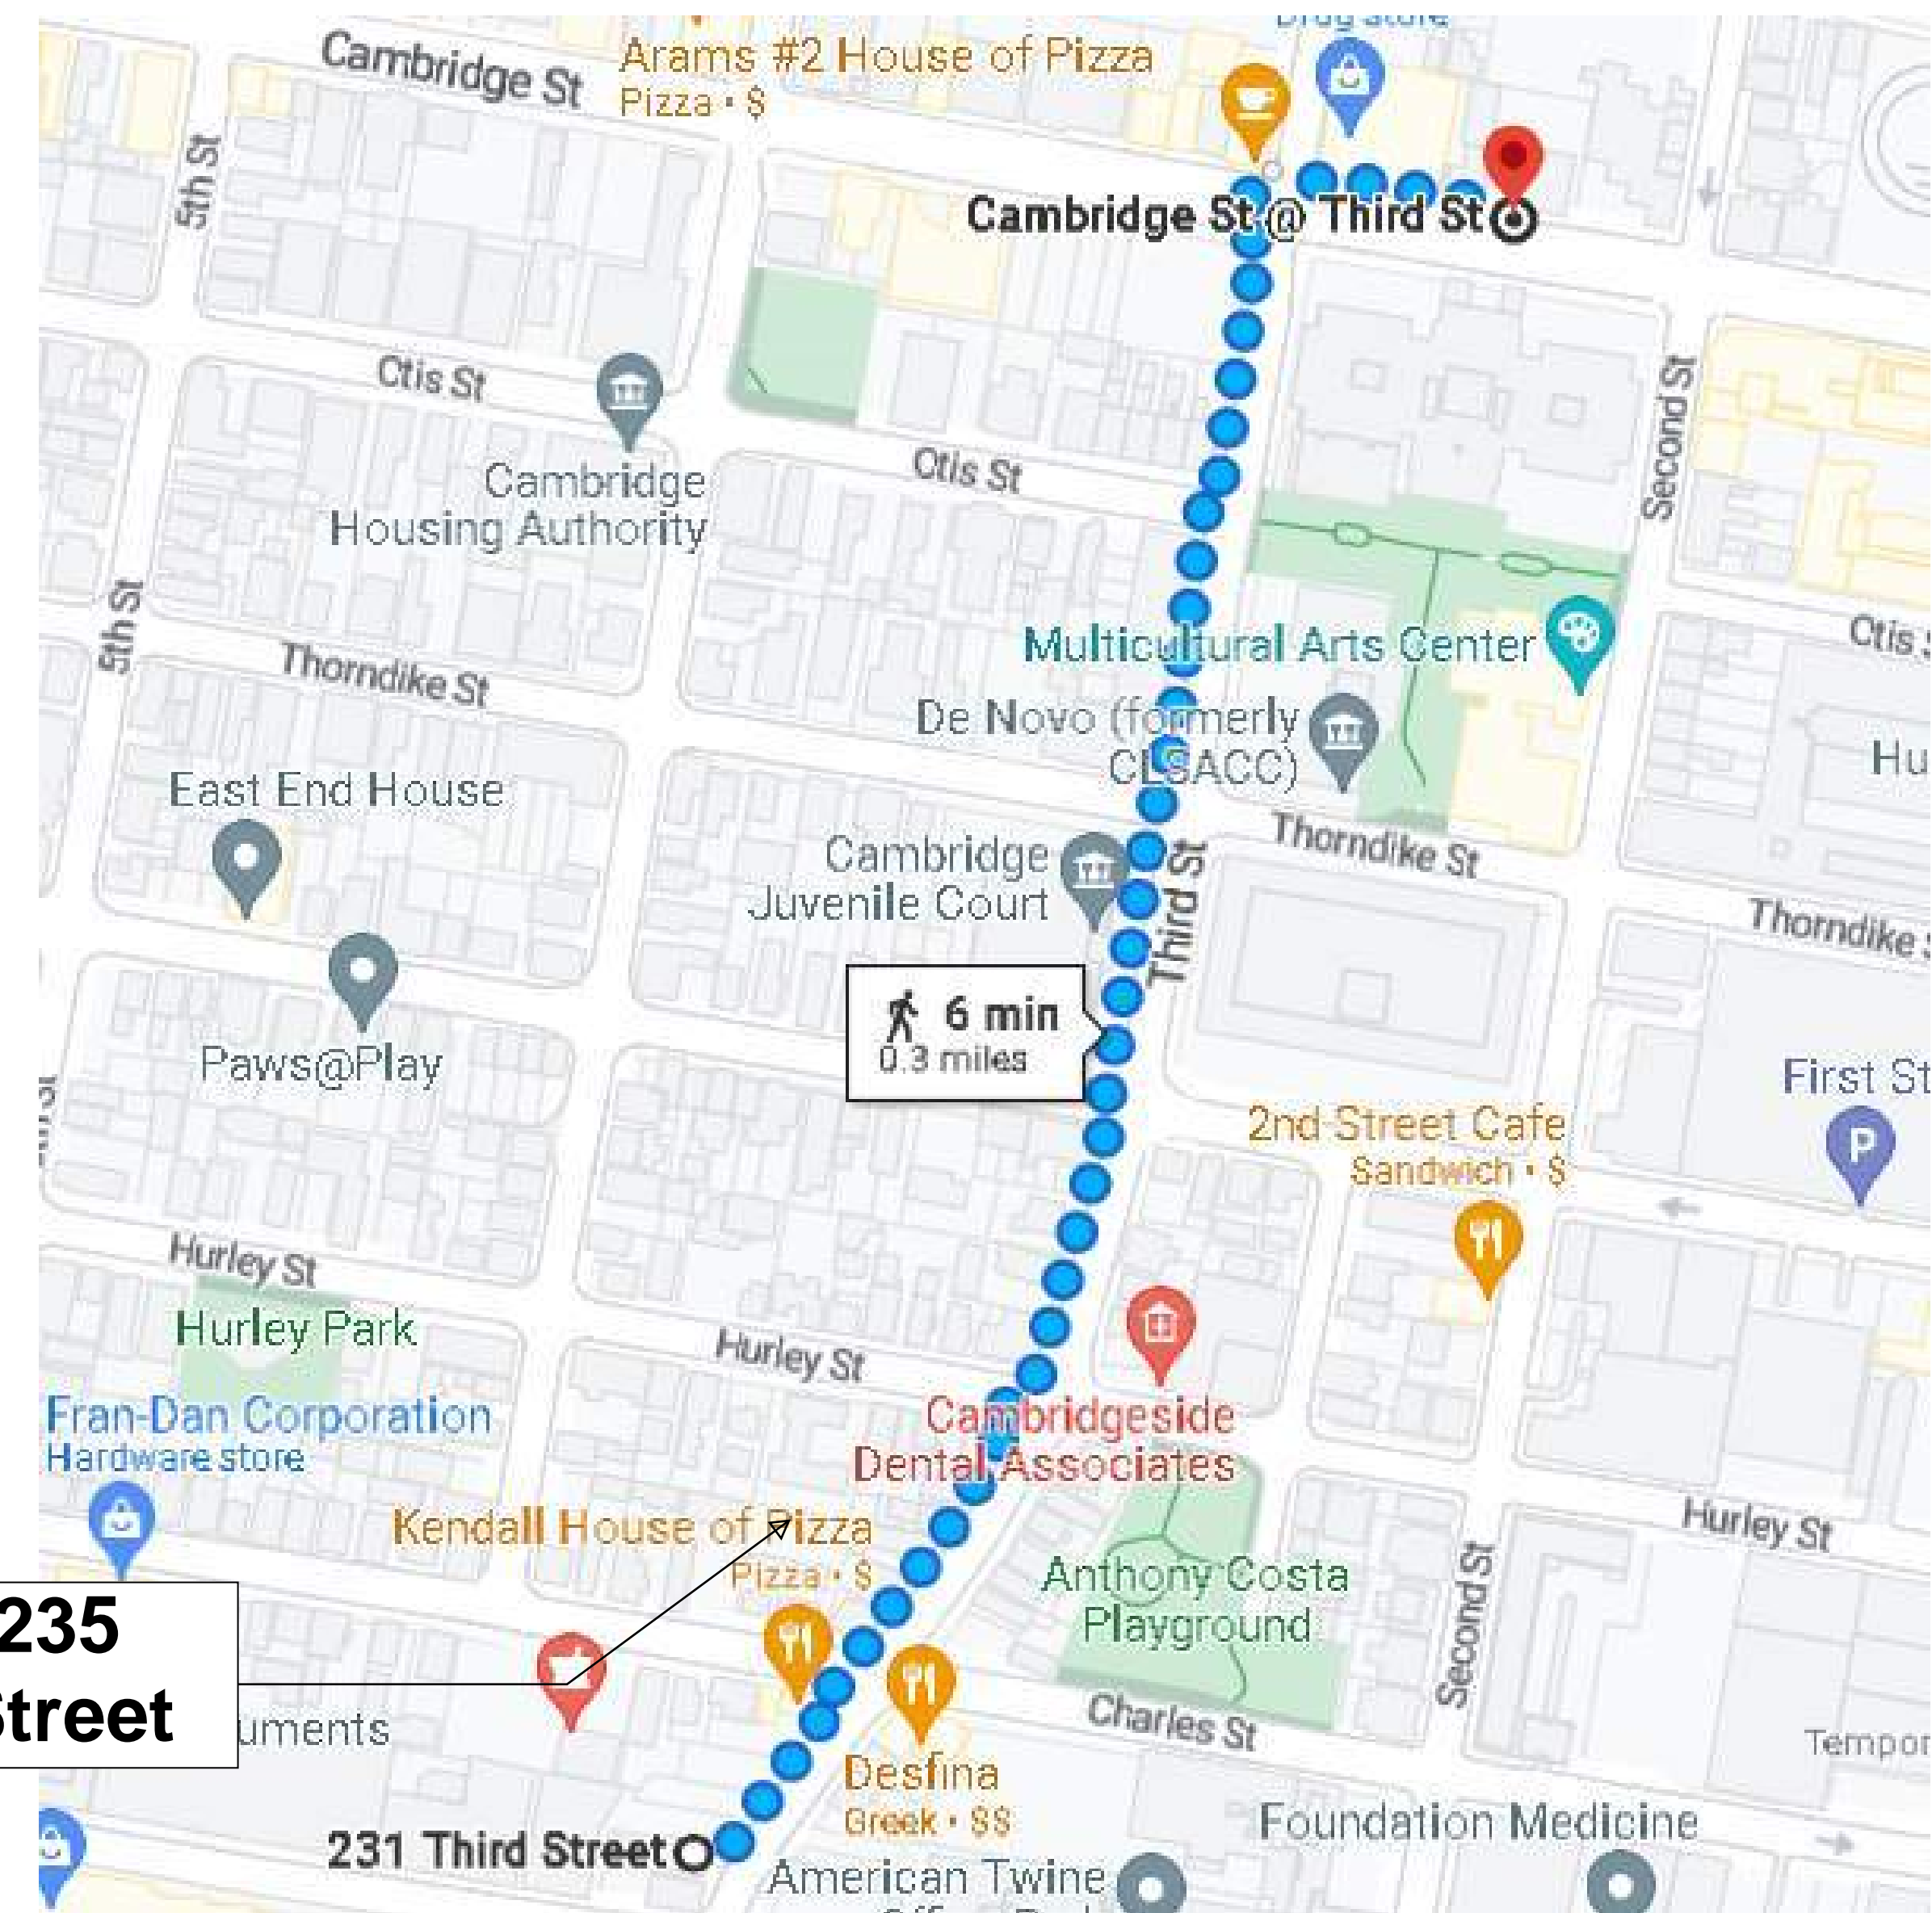 Drug store
Arams #2 House of Pizza
Pizza • $
Cambridge St
5th St
Cambridge St @ Third St
Otis St
Second St
Otis St
Cambridge
Housing Authority
5th St
Otis
Multicultural Arts Center
Thorndike St
De Novo (formerly
CLSACC)
Hu
East End House
Thorndike St
Cambridge
Juvenile Court
Third St
Thorndike
6 min
0.3 miles
Paws@Play
First St
P
2nd Street Cafe
Sandwich • $
Hurley St
Hurley Park
Hurley St
Fran-Dan Corporation
Hardware store
Cambridgeside
Dental Associates
Kendall House of Pizza
Pizza • $
Hurley St
Anthony Costa
Playground
Second St
235
Street
uments
Charles St
Tempor
Desfina
Greek • $$
Foundation Medicine
231 Third Street
American Twine